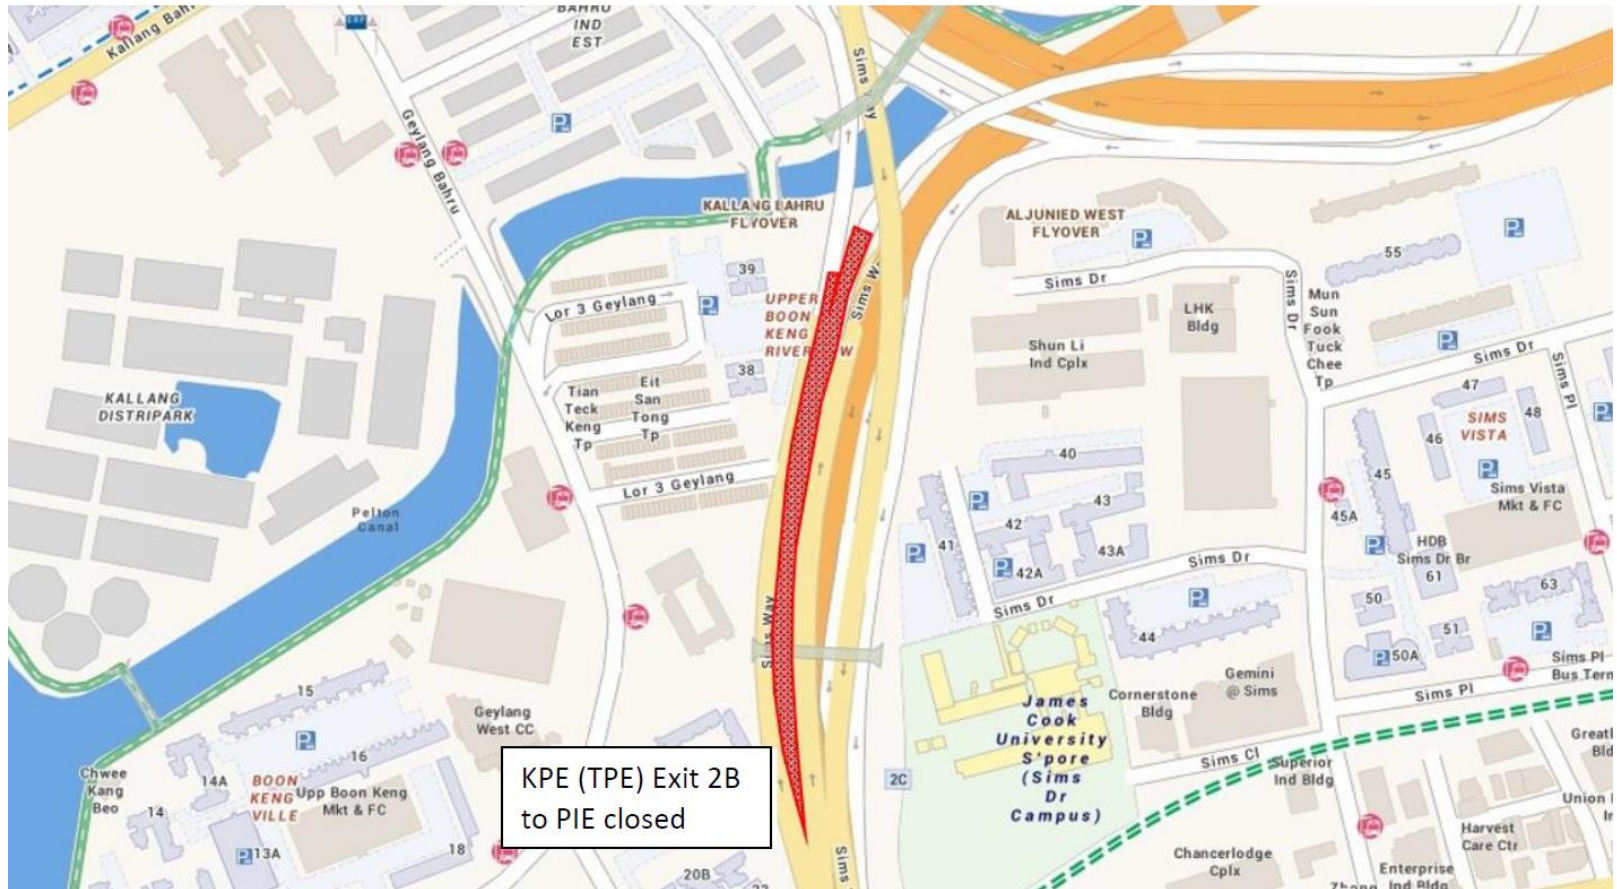 BAHRU
IND
EST
ERP
Kallang Bahru
Geylang Bahru
Sims Way
KALLANG BAHRU
FLYOVER
ALJUNIED WEST
FLYOVER
Sims Dr
Sims Dr
LHK
Bldg
Shun Li
Ind Cplx
55
Mun
Sun
Fook
Tuck
Chee
Tp
Sims Dr
Sims Pl
47
48
46
SIMS
VISTA
45
45A
Sims Vista
Mkt & FC
HDB
Sims Dr Br
61
63
50
51
50A
Sims Pl
Bus Term
Sims Pl
39
Lor 3 Geylang
UPPER
BOON
KENG
RIVERVIEW
38
Tian
Teck
Keng
Tp
Eit
San
Tong
Tp
Lor 3 Geylang
KALLANG
DISTRIPARK
Pelton
Canal
40
43
42
41
42A
43A
Sims Dr
Sims Dr
44
Gemini
@ Sims
Cornerstone
Bldg
James
Cook
University
S'pore
(Sims
Dr
Campus)
Sims Cl
Superior
Ind Bldg
Sims Way
15
16
14A
14
13A
18
Geylang
West CC
Chwee
Kang
Beo
BOON
KENG
VILLE
Upp Boon Keng
Mkt & FC
KPE (TPE) Exit 2B
to PIE closed
2C
20B
Sims
Chancerlodge
Cplx
Harvest
Care Ctr
Enterprise
Ind Bldg
Union